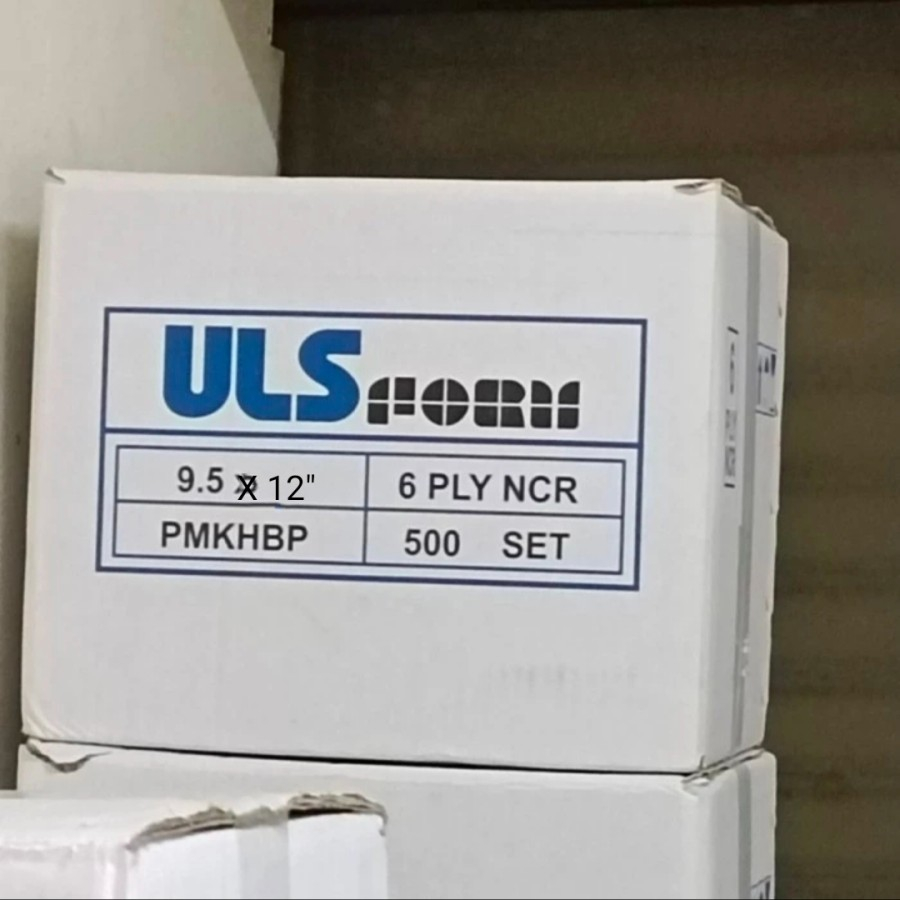 ULS FORM
9.5 X 12" 6 PLY NCR
PMKHBP 500 SET